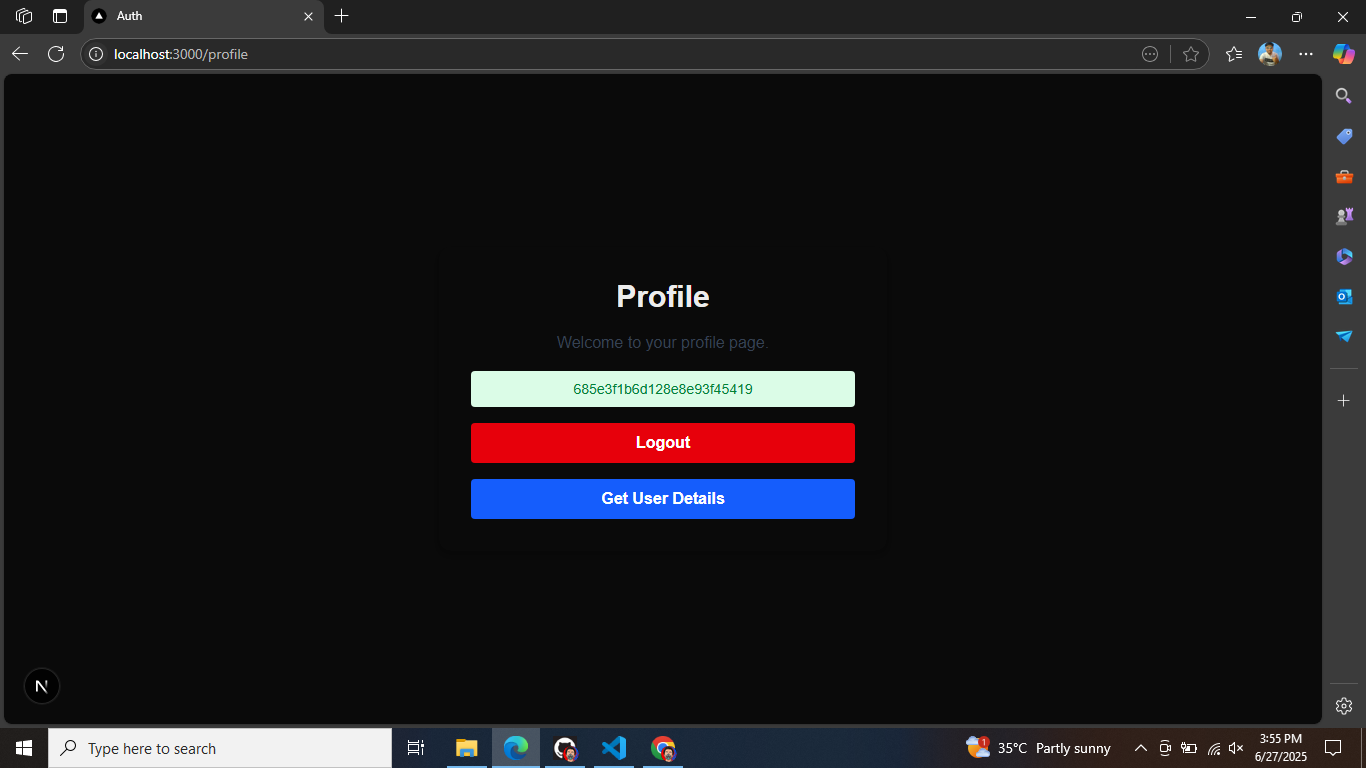 Auth
localhost:3000/profile
Profile
Welcome to your profile page.
685e3f1b6d128e8e93f45419
Logout
Get User Details
N
Type here to search
1
35°C Partly sunny
3:55 PM
6/27/2025